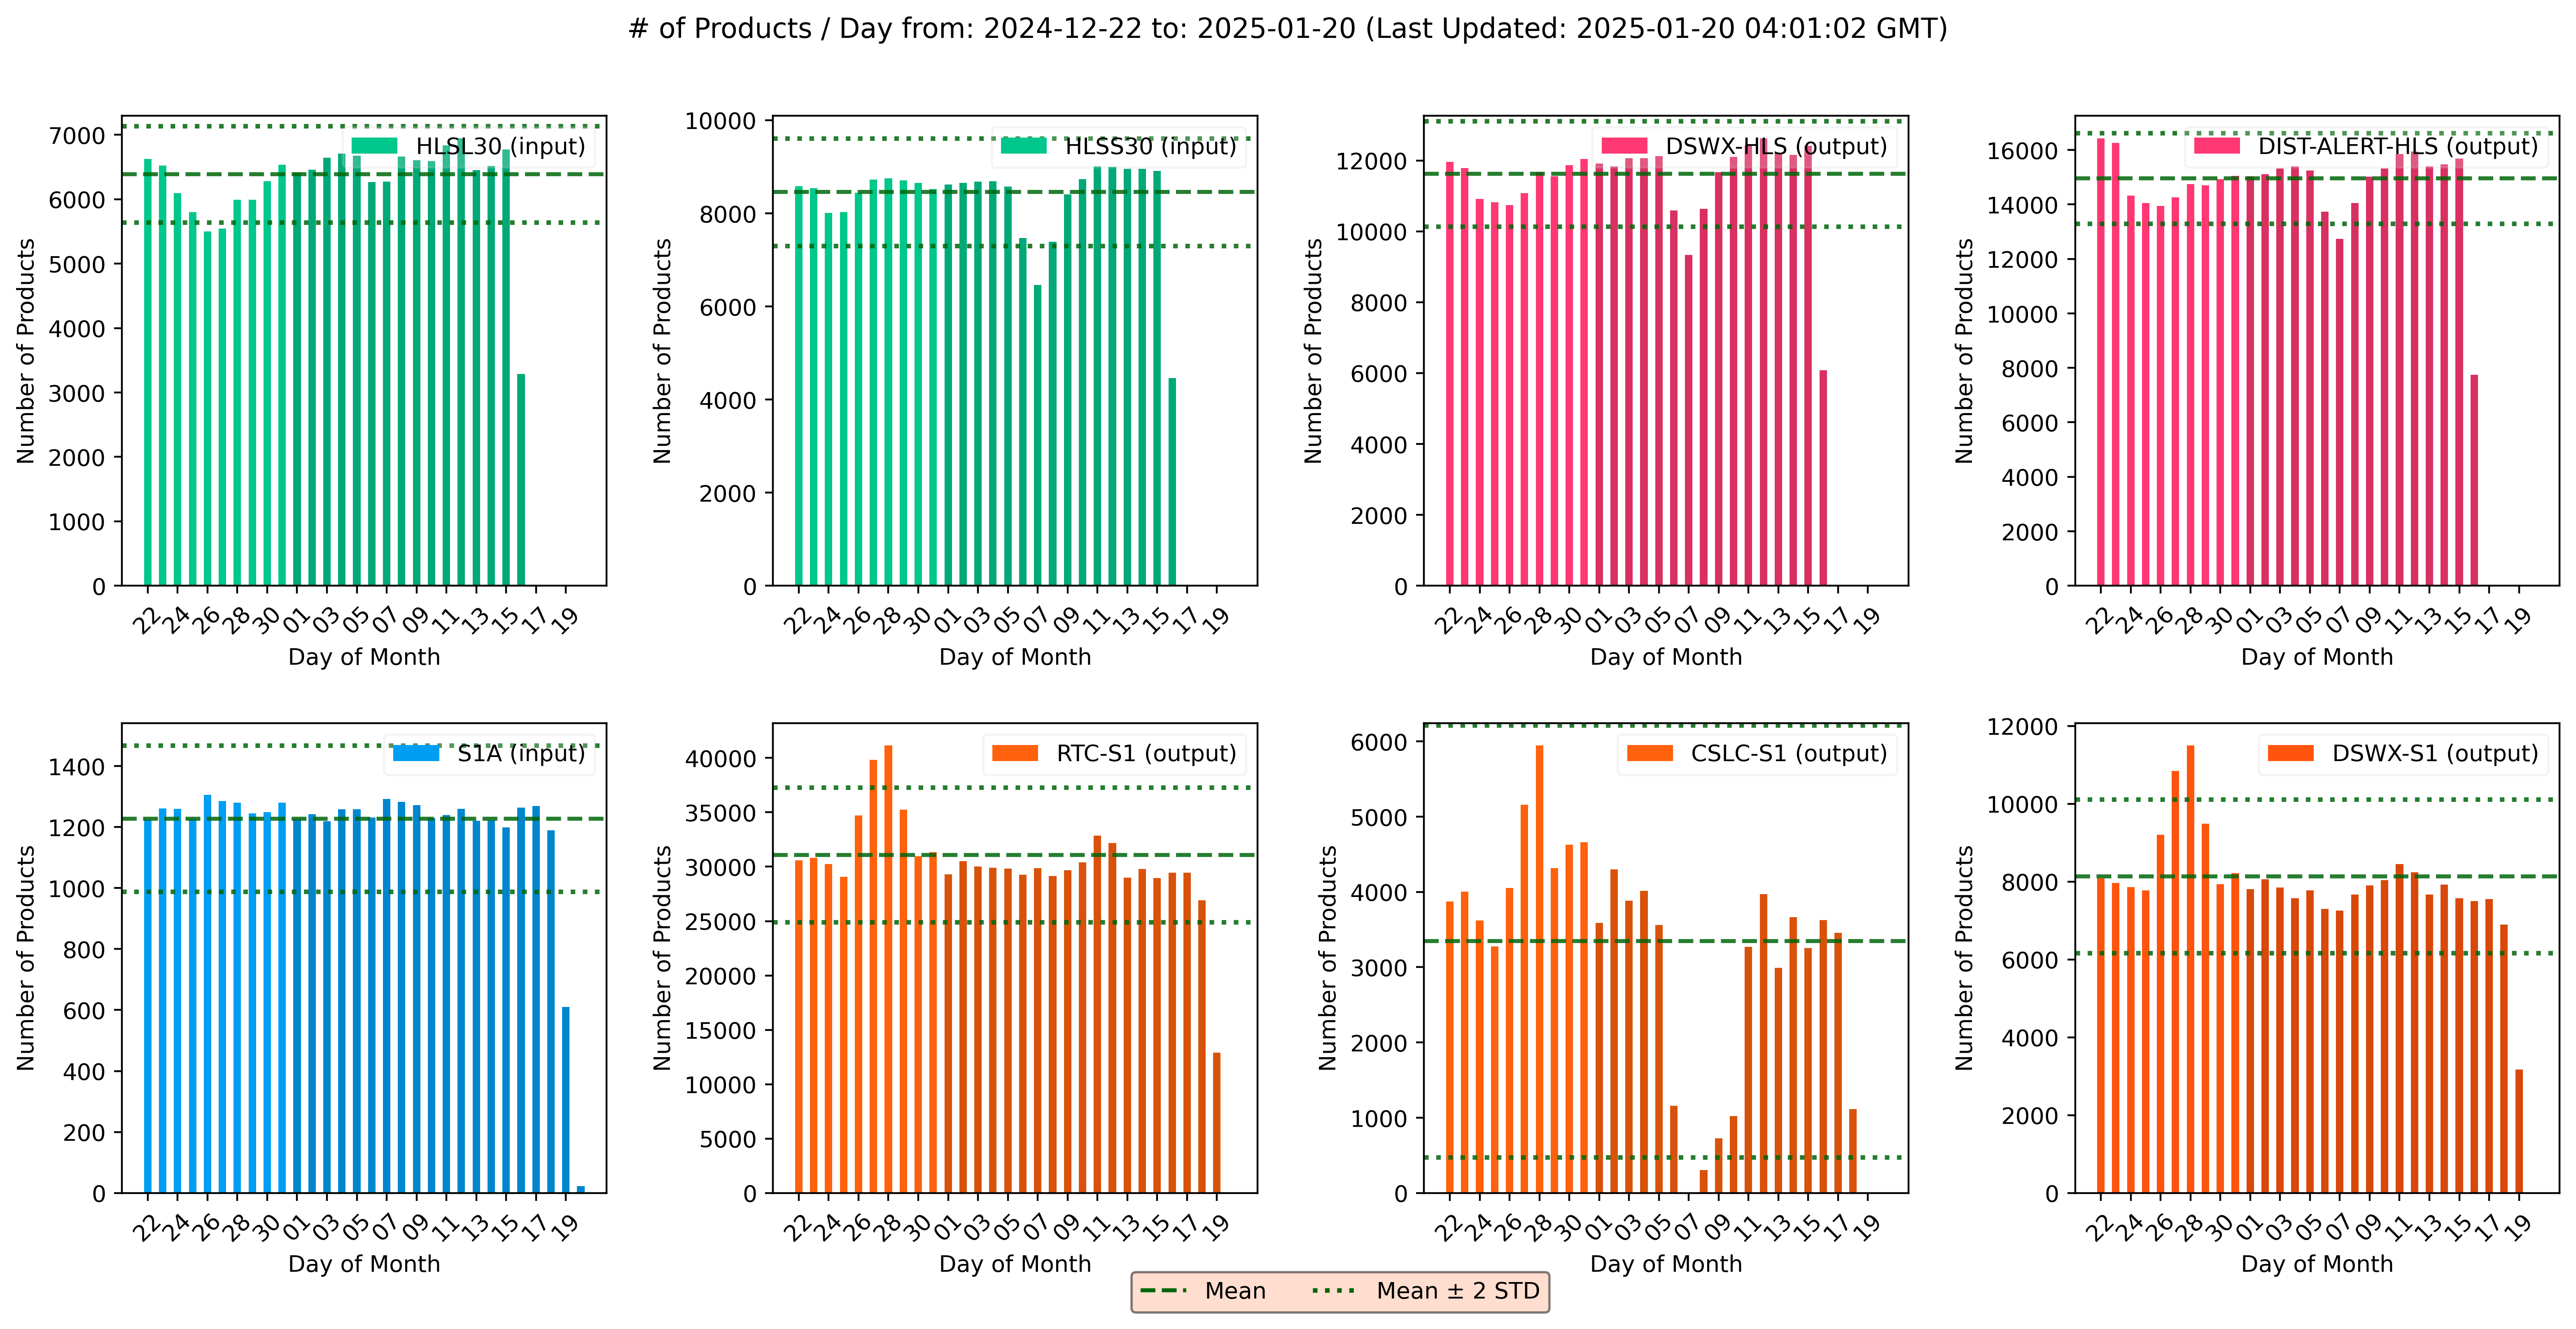 # of Products / Day from: 2024-12-22 to: 2025-01-20 (Last Updated: 2025-01-20 04:01:02 GMT)
HLSL30 (input)
Number of Products
7000
6000
5000
4000
3000
2000
1000
0
22 24 26 28 30 01 03 05 07 09 11 13 15 17 19
Day of Month
HLSS30 (input)
Number of Products
10000
8000
6000
4000
2000
0
22 24 26 28 30 01 03 05 07 09 11 13 15 17 19
Day of Month
DSWX-HLS (output)
Number of Products
12000
10000
8000
6000
4000
2000
0
22 24 26 28 30 01 03 05 07 09 11 13 15 17 19
Day of Month
DIST-ALERT-HLS (output)
Number of Products
16000
14000
12000
10000
8000
6000
4000
2000
0
22 24 26 28 30 01 03 05 07 09 11 13 15 17 19
Day of Month
S1A (input)
Number of Products
1400
1200
1000
800
600
400
200
0
22 24 26 28 30 01 03 05 07 09 11 13 15 17 19
Day of Month
RTC-S1 (output)
Number of Products
40000
35000
30000
25000
20000
15000
10000
5000
0
22 24 26 28 30 01 03 05 07 09 11 13 15 17 19
Day of Month
CSLC-S1 (output)
Number of Products
6000
5000
4000
3000
2000
1000
0
22 24 26 28 30 01 03 05 07 09 11 13 15 17 19
Day of Month
DSWX-S1 (output)
Number of Products
12000
10000
8000
6000
4000
2000
0
22 24 26 28 30 01 03 05 07 09 11 13 15 17 19
Day of Month
Mean Mean ± 2 STD